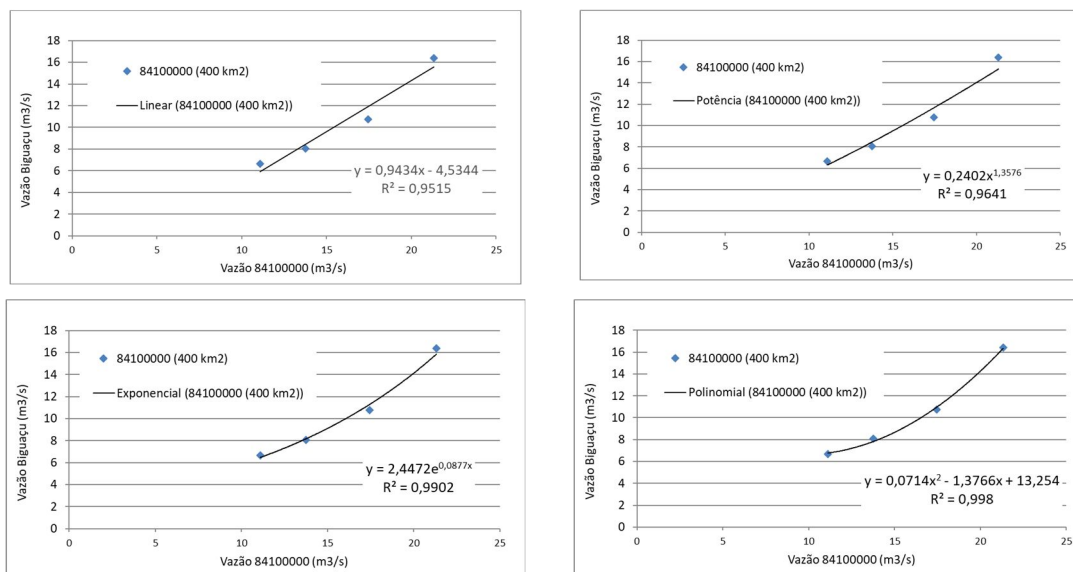 18
16
14
12
10
8
6
4
2
0
Vazão Biguaçu (m3/s)
84100000 (400 km2)
Linear (84100000 (400 km2))
y = 0,9434x - 4,5344
R² = 0,9515
0 5 10 15 20 25
Vazão 84100000 (m3/s)
18
16
14
12
10
8
6
4
2
0
Vazão Biguaçu (m3/s)
84100000 (400 km2)
Potência (84100000 (400 km2))
y = 0,2402x^1,3576
R² = 0,9641
0 5 10 15 20 25
Vazão 84100000 (m3/s)
18
16
14
12
10
8
6
4
2
0
Vazão Biguaçu (m3/s)
84100000 (400 km2)
Exponencial (84100000 (400 km2))
y = 2,4472e^0,0877x
R² = 0,9902
0 5 10 15 20 25
Vazão 84100000 (m3/s)
18
16
14
12
10
8
6
4
2
0
Vazão Biguaçu (m3/s)
84100000 (400 km2)
Polinomial (84100000 (400 km2))
y = 0,0714x² - 1,3766x + 13,254
R² = 0,998
0 5 10 15 20 25
Vazão 84100000 (m3/s)